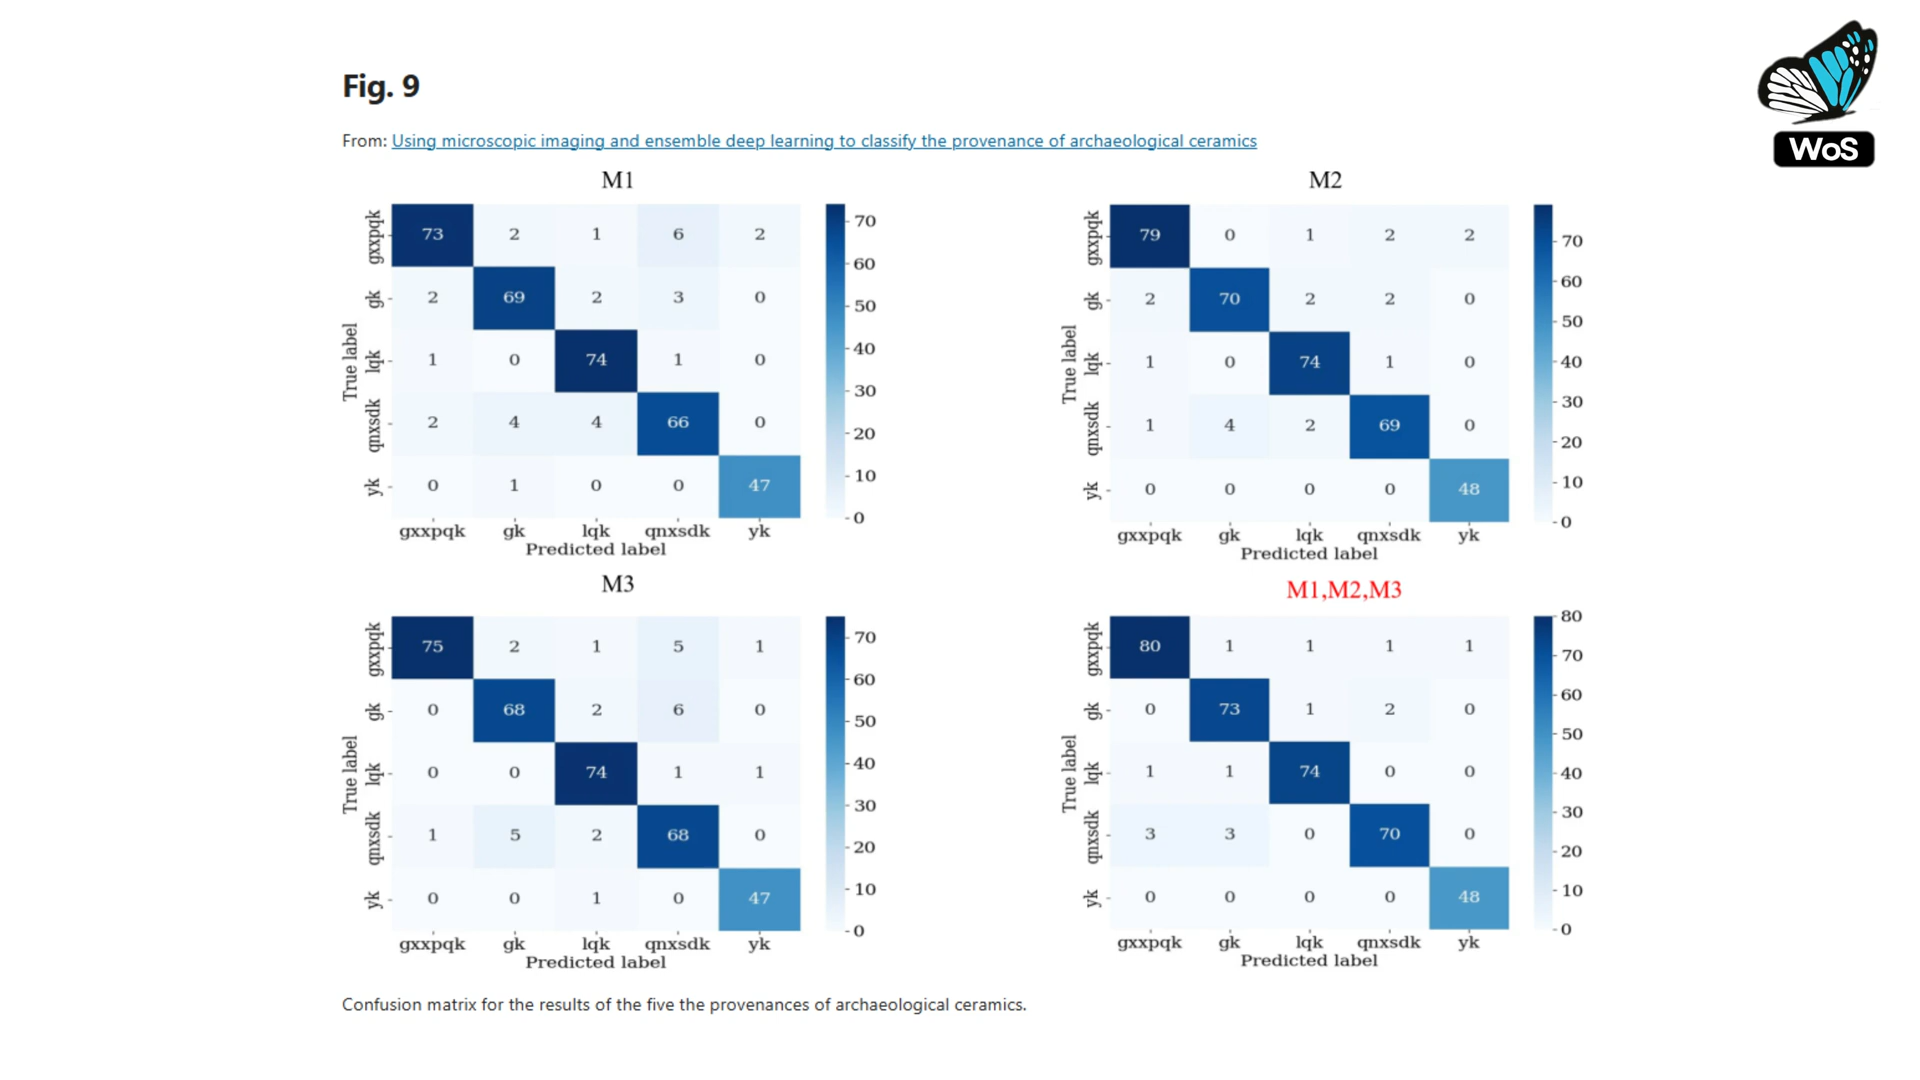 WoS
Fig. 9
From: Using microscopic imaging and ensemble deep learning to classify the provenance of archaeological ceramics
M1
gxxpqk 73 2 1 6 2
gk 2 69 2 3 0
lqk 1 0 74 1 0
qnxsdk 2 4 4 66 0
yk 0 1 0 0 47
True label
gxxpqk gk lqk qnxsdk yk
Predicted label
70
60
50
40
30
20
10
0
M2
gxxpqk 79 0 1 2 2
gk 2 70 2 2 0
lqk 1 0 74 1 0
qnxsdk 1 4 2 69 0
yk 0 0 0 0 48
True label
gxxpqk gk lqk qnxsdk yk
Predicted label
70
60
50
40
30
20
10
0
M3
gxxpqk 75 2 1 5 1
gk 0 68 2 6 0
lqk 0 0 74 1 1
qnxsdk 1 5 2 68 0
yk 0 0 1 0 47
True label
gxxpqk gk lqk qnxsdk yk
Predicted label
70
60
50
40
30
20
10
0
M1,M2,M3
gxxpqk 80 1 1 1 1
gk 0 73 1 2 0
lqk 1 1 74 0 0
qnxsdk 3 3 0 70 0
yk 0 0 0 0 48
True label
gxxpqk gk lqk qnxsdk yk
Predicted label
80
70
60
50
40
30
20
10
0
Confusion matrix for the results of the five the provenances of archaeological ceramics.